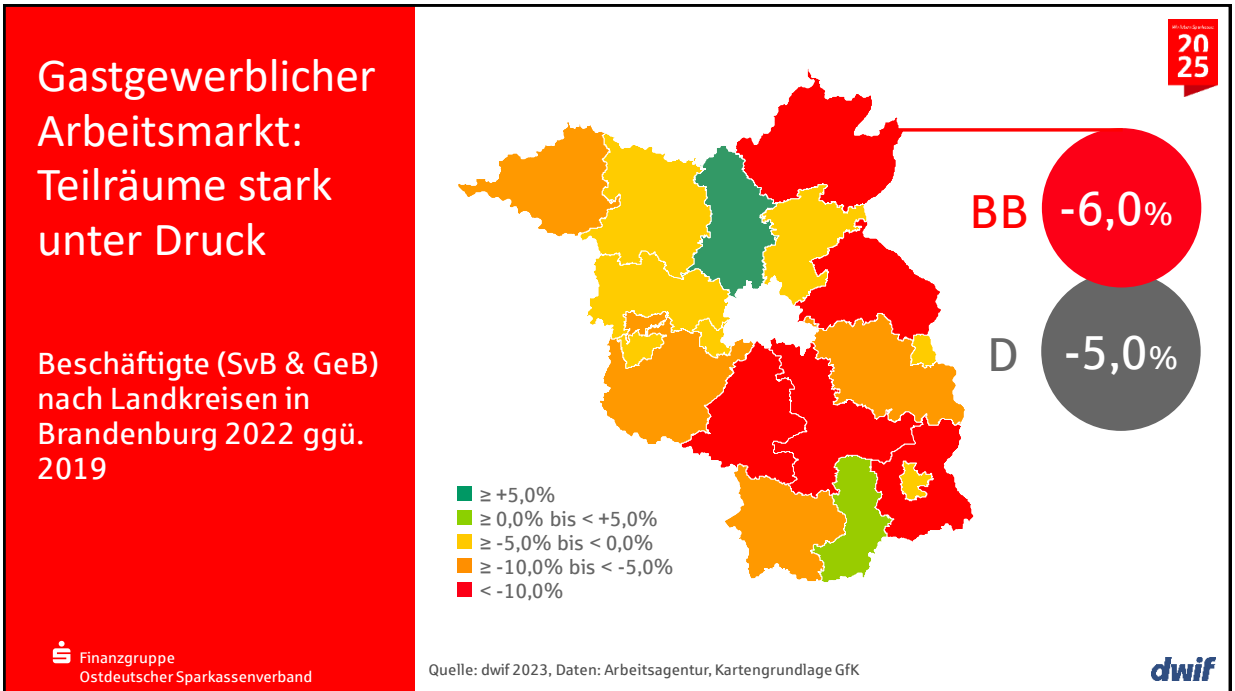 Gastgewerblicher
Arbeitsmarkt:
Teilräume stark
unter Druck
Beschäftigte (SvB & GeB)
nach Landkreisen in
Brandenburg 2022 ggü.
2019
Finanzgruppe
Ostdeutscher Sparkassenverband
20
25
BB
-6,0%
D
-5,0%
≥ +5,0%
≥ 0,0% bis < +5,0%
≥ -5,0% bis < 0,0%
≥ -10,0% bis < -5,0%
< -10,0%
Quelle: dwif 2023, Daten: Arbeitsagentur, Kartengrundlage GfK
dwif